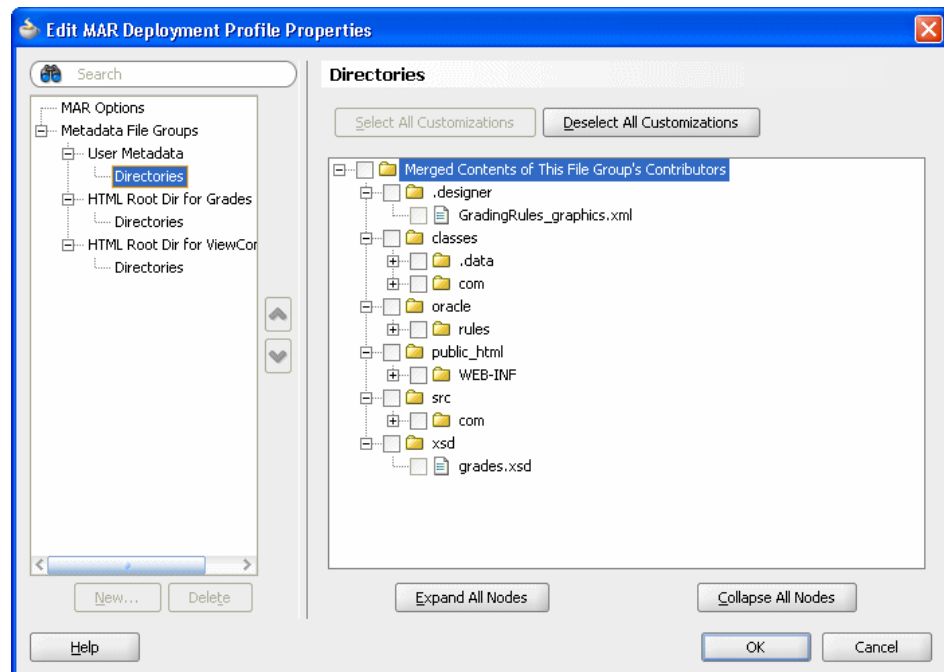 Edit MAR Deployment Profile Properties
Search
MAR Options
Metadata File Groups
User Metadata
Directories
HTML Root Dir for Grades
Directories
HTML Root Dir for ViewCor
Directories
New...
Delete
Directories
Select All Customizations
Deselect All Customizations
Merged Contents of This File Group's Contributors
.designer
GradingRules_graphics.xml
classes
.data
com
oracle
rules
public_html
WEB-INF
src
com
xsd
grades.xsd
Expand All Nodes
Collapse All Nodes
Help
OK
Cancel